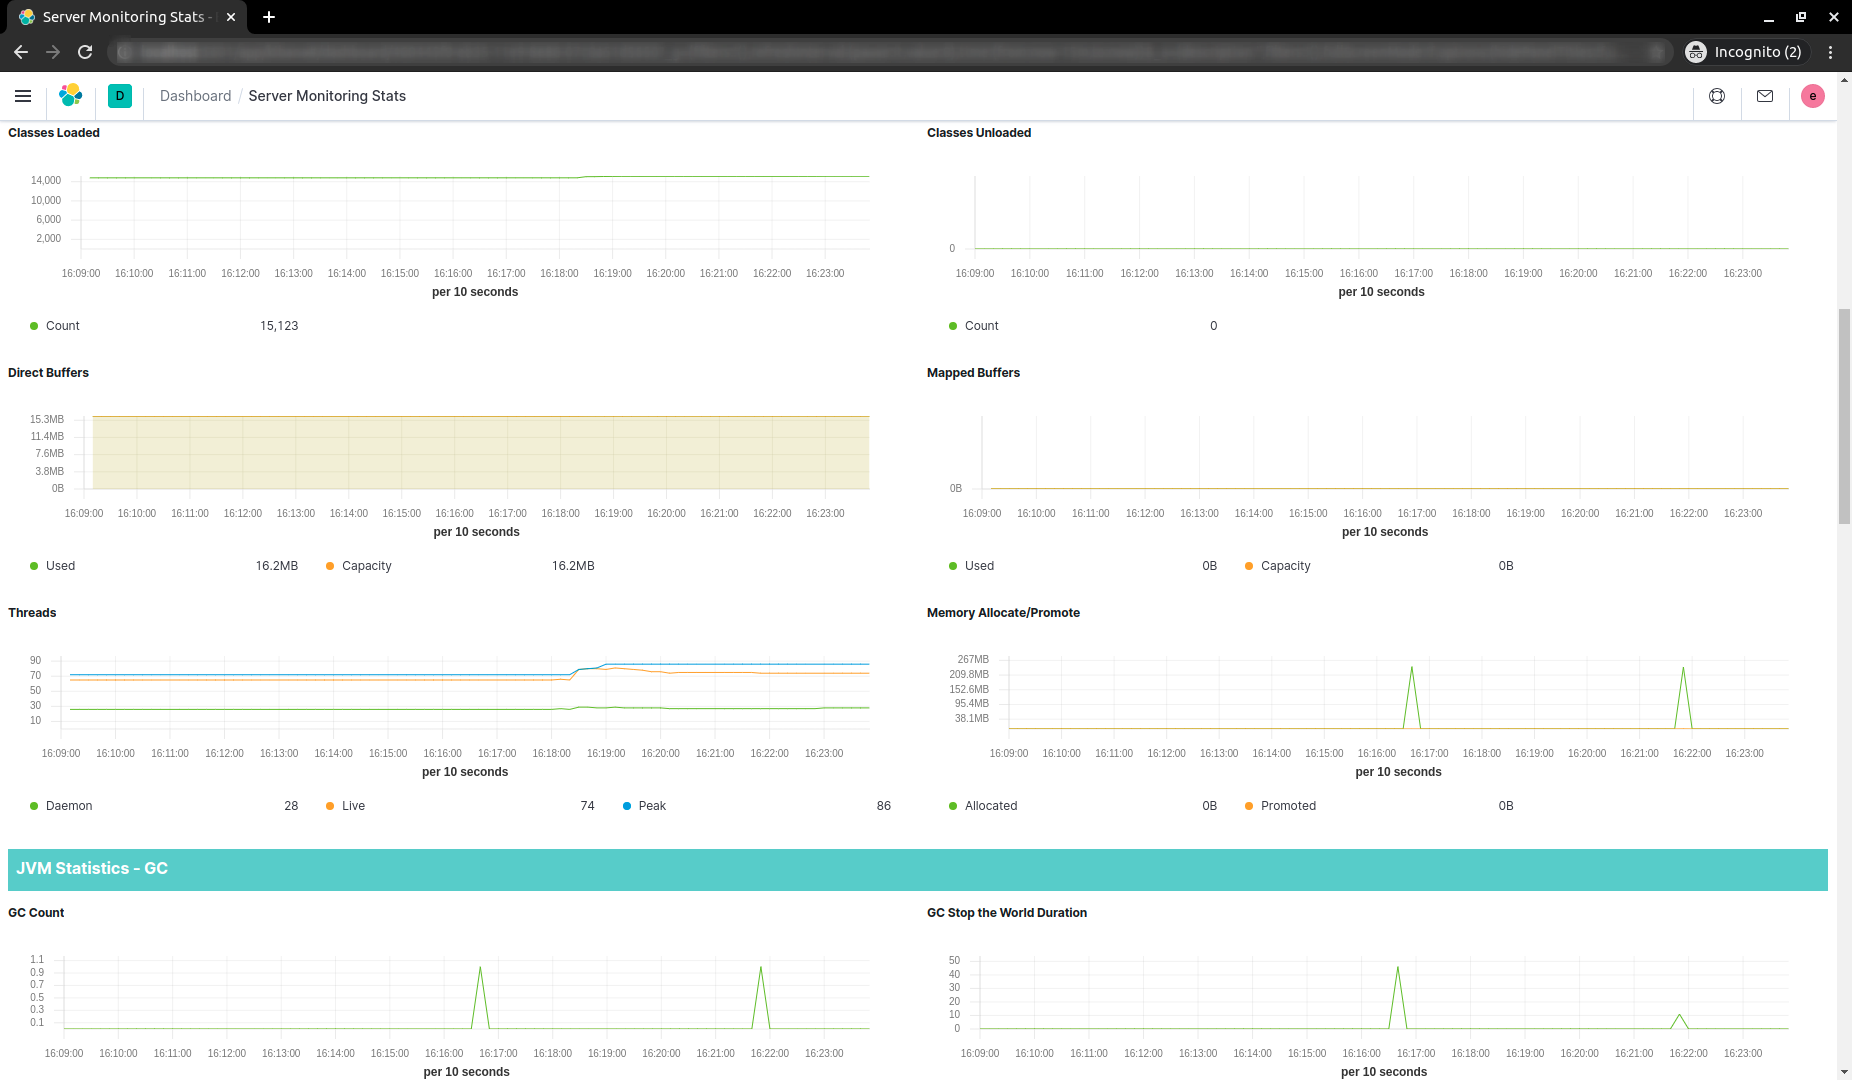 Server Monitoring Stats -
Incognito (2)
D
Dashboard / Server Monitoring Stats
e
Classes Loaded
14,000
10,000
6,000
2,000
16:09:00 16:10:00 16:11:00 16:12:00 16:13:00 16:14:00 16:15:00 16:16:00 16:17:00 16:18:00 16:19:00 16:20:00 16:21:00 16:22:00 16:23:00
per 10 seconds
Count 15,123
Classes Unloaded
0
16:09:00 16:10:00 16:11:00 16:12:00 16:13:00 16:14:00 16:15:00 16:16:00 16:17:00 16:18:00 16:19:00 16:20:00 16:21:00 16:22:00 16:23:00
per 10 seconds
Count 0
Direct Buffers
15.3MB
11.4MB
7.6MB
3.8MB
0B
16:09:00 16:10:00 16:11:00 16:12:00 16:13:00 16:14:00 16:15:00 16:16:00 16:17:00 16:18:00 16:19:00 16:20:00 16:21:00 16:22:00 16:23:00
per 10 seconds
Used 16.2MB Capacity 16.2MB
Mapped Buffers
0B
16:09:00 16:10:00 16:11:00 16:12:00 16:13:00 16:14:00 16:15:00 16:16:00 16:17:00 16:18:00 16:19:00 16:20:00 16:21:00 16:22:00 16:23:00
per 10 seconds
Used 0B Capacity 0B
Threads
90
70
50
30
10
16:09:00 16:10:00 16:11:00 16:12:00 16:13:00 16:14:00 16:15:00 16:16:00 16:17:00 16:18:00 16:19:00 16:20:00 16:21:00 16:22:00 16:23:00
per 10 seconds
Daemon 28 Live 74 Peak 86
Memory Allocate/Promote
267MB
209.8MB
152.6MB
95.4MB
38.1MB
16:09:00 16:10:00 16:11:00 16:12:00 16:13:00 16:14:00 16:15:00 16:16:00 16:17:00 16:18:00 16:19:00 16:20:00 16:21:00 16:22:00 16:23:00
per 10 seconds
Allocated 0B Promoted 0B
JVM Statistics - GC
GC Count
1.1
0.9
0.7
0.5
0.3
0.1
16:09:00 16:10:00 16:11:00 16:12:00 16:13:00 16:14:00 16:15:00 16:16:00 16:17:00 16:18:00 16:19:00 16:20:00 16:21:00 16:22:00 16:23:00
per 10 seconds
GC Stop the World Duration
50
40
30
20
10
0
16:09:00 16:10:00 16:11:00 16:12:00 16:13:00 16:14:00 16:15:00 16:16:00 16:17:00 16:18:00 16:19:00 16:20:00 16:21:00 16:22:00 16:23:00
per 10 seconds